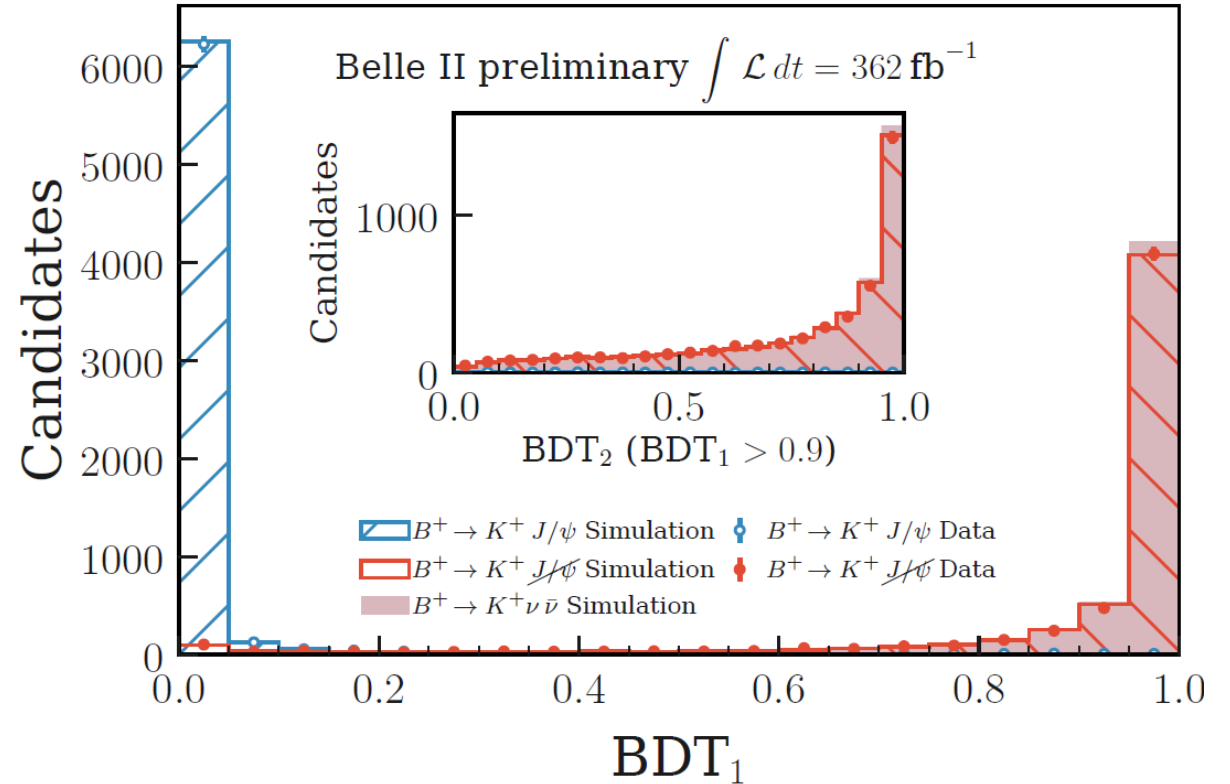 Belle II preliminary ∫ ℒ dt = 362 fb⁻¹
Candidates
6000
5000
4000
3000
2000
1000
0
Candidates
1000
0
0.0 0.5 1.0
BDT₂ (BDT₁ > 0.9)
B⁺ → K⁺ J/ψ Simulation
B⁺ → K⁺ J̸/̸ψ̸ Simulation
B⁺ → K⁺ν ν̄ Simulation
B⁺ → K⁺ J/ψ Data
B⁺ → K⁺ J̸/̸ψ̸ Data
0.0 0.2 0.4 0.6 0.8 1.0
BDT₁